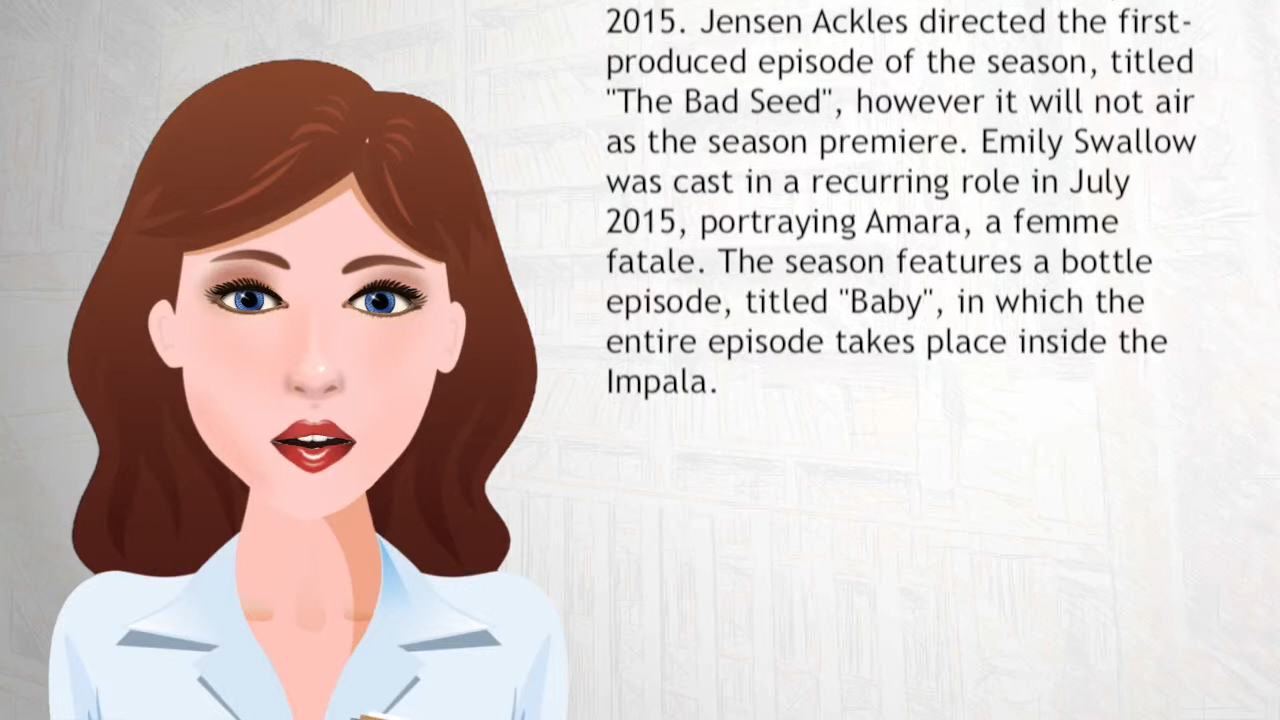 2015. Jensen Ackles directed the first-
produced episode of the season, titled
"The Bad Seed", however it will not air
as the season premiere. Emily Swallow
was cast in a recurring role in July
2015, portraying Amara, a femme
fatale. The season features a bottle
episode, titled "Baby", in which the
entire episode takes place inside the
Impala.